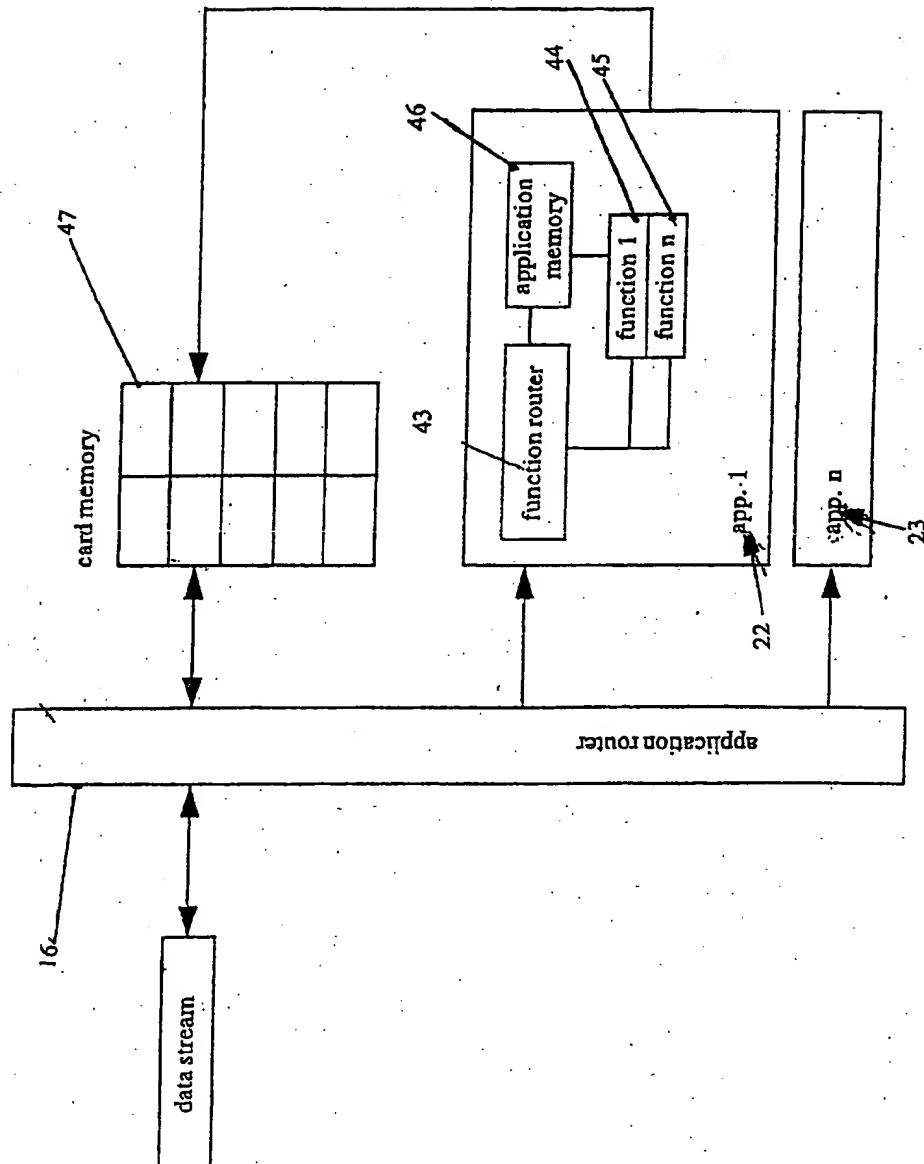 data stream
16
application router
card memory
47
43
function router
46
application
memory
function 1
function n
44
45
app. 1
22
app. n
23